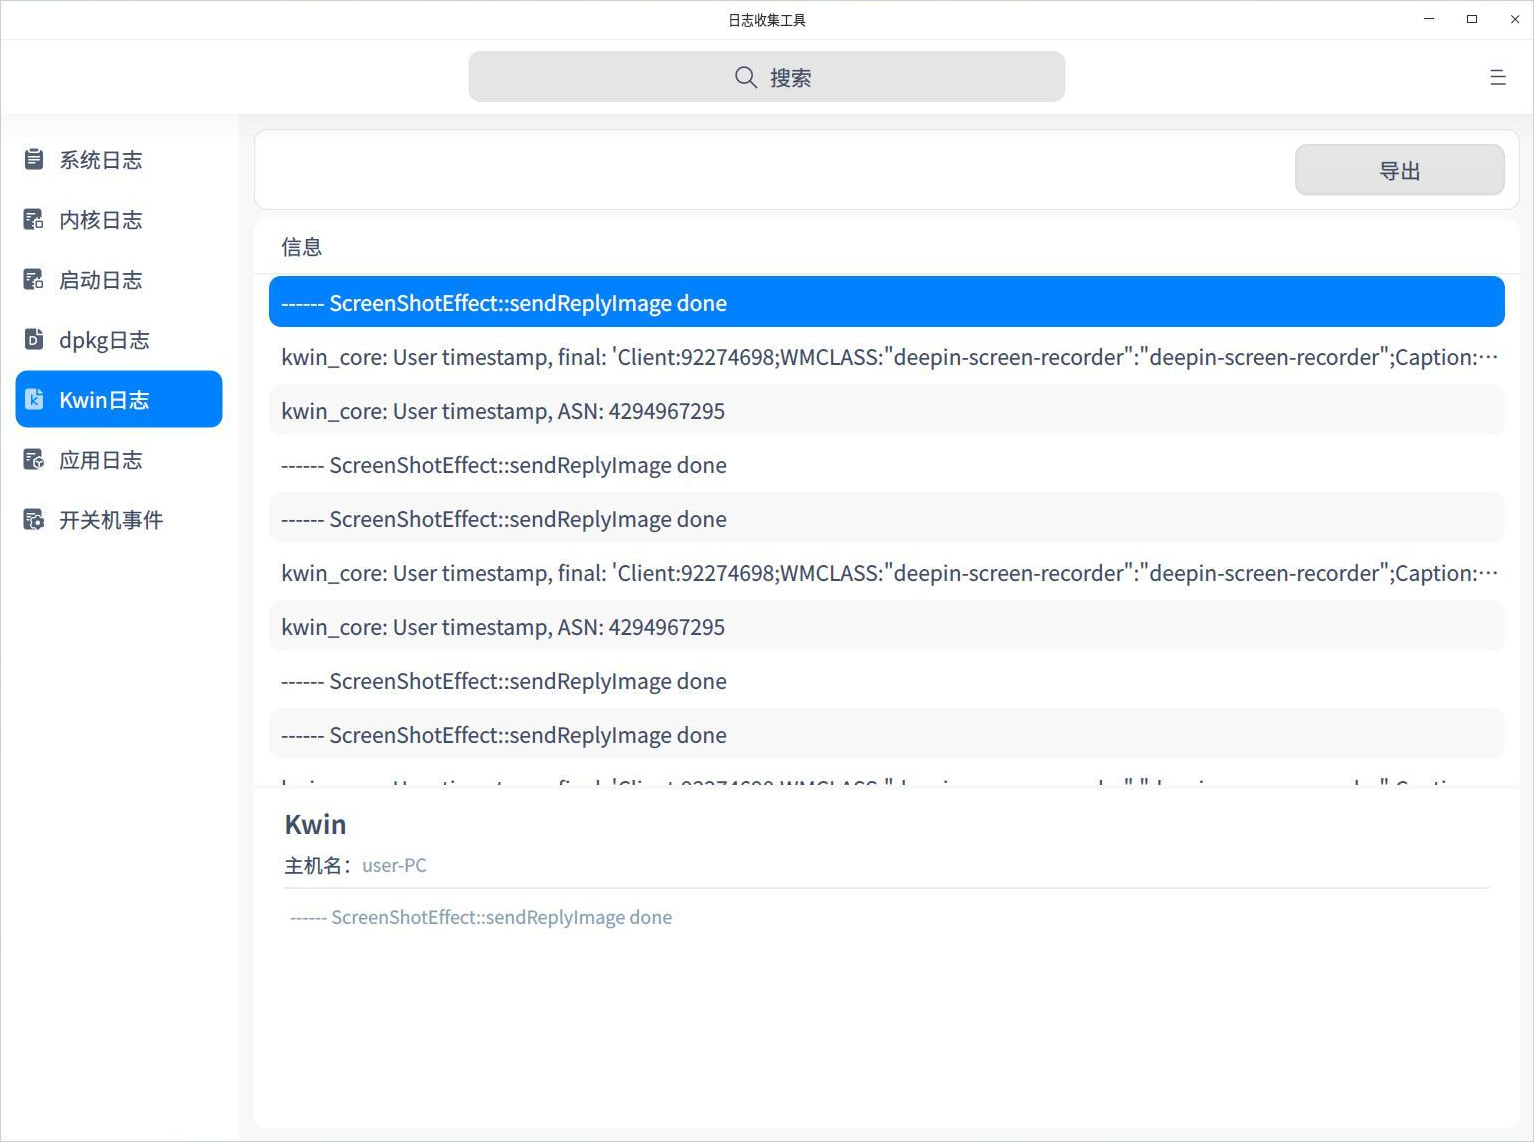 日志收集工具
搜索
系统日志
内核日志
启动日志
dpkg日志
Kwin日志
应用日志
开关机事件
导出
信息
------ ScreenShotEffect::sendReplyImage done
kwin_core: User timestamp, final: 'Client:92274698;WMCLASS:"deepin-screen-recorder":"deepin-screen-recorder";Caption:···
kwin_core: User timestamp, ASN: 4294967295
------ ScreenShotEffect::sendReplyImage done
------ ScreenShotEffect::sendReplyImage done
kwin_core: User timestamp, final: 'Client:92274698;WMCLASS:"deepin-screen-recorder":"deepin-screen-recorder";Caption:···
kwin_core: User timestamp, ASN: 4294967295
------ ScreenShotEffect::sendReplyImage done
------ ScreenShotEffect::sendReplyImage done
Kwin
主机名：user-PC
------ ScreenShotEffect::sendReplyImage done